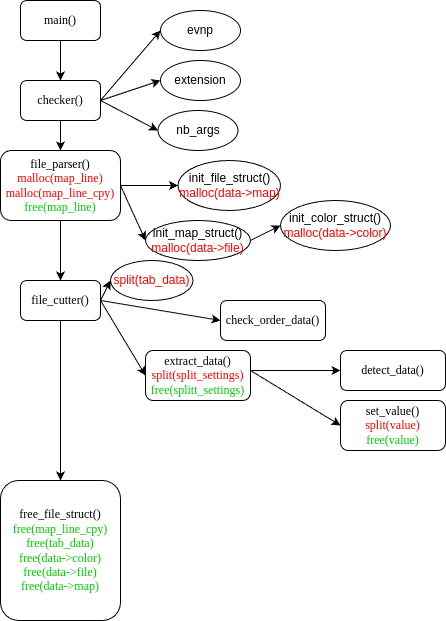 main()
evnp
checker()
extension
nb_args
file_parser()
malloc(map_line)
malloc(map_line_cpy)
free(map_line)
init_file_struct()
malloc(data->map)
init_map_struct()
malloc(data->file)
init_color_struct()
malloc(data->color)
split(tab_data)
file_cutter()
check_order_data()
extract_data()
split(split_settings)
free(splitt_settings)
detect_data()
set_value()
split(value)
free(value)
free_file_struct()
free(map_line_cpy)
free(tab_data)
free(data->color)
free(data->file)
free(data->map)